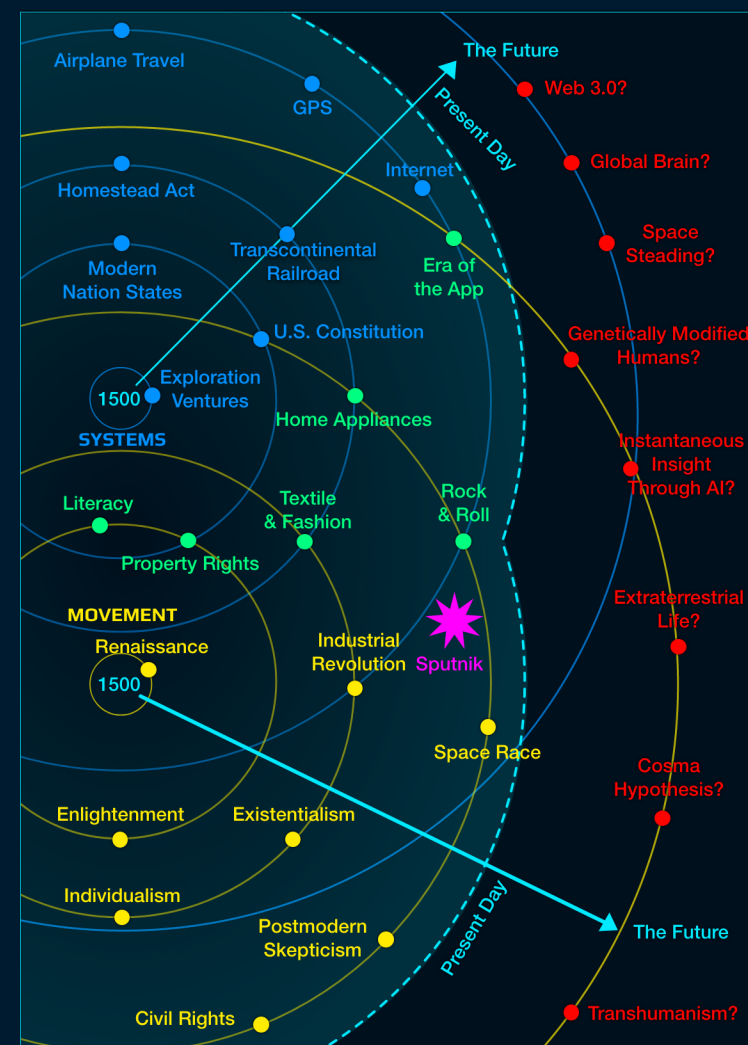 The Future
Airplane Travel
Web 3.0?
GPS
Present Day
Global Brain?
Internet
Homestead Act
Space
Steading?
Transcontinental
Railroad
Era of
the App
Modern
Nation States
U.S. Constitution
Genetically Modified
Humans?
Exploration
Ventures
1500
SYSTEMS
Home Appliances
Instantaneous
Insight
Through AI?
Literacy
Textile
& Fashion
Rock
& Roll
Property Rights
Extraterrestrial
Life?
MOVEMENT
Renaissance
Industrial
Revolution
Sputnik
1500
Space Race
Cosma
Hypothesis?
Enlightenment
Existentialism
Individualism
Postmodern
Skepticism
Present Day
The Future
Civil Rights
Transhumanism?